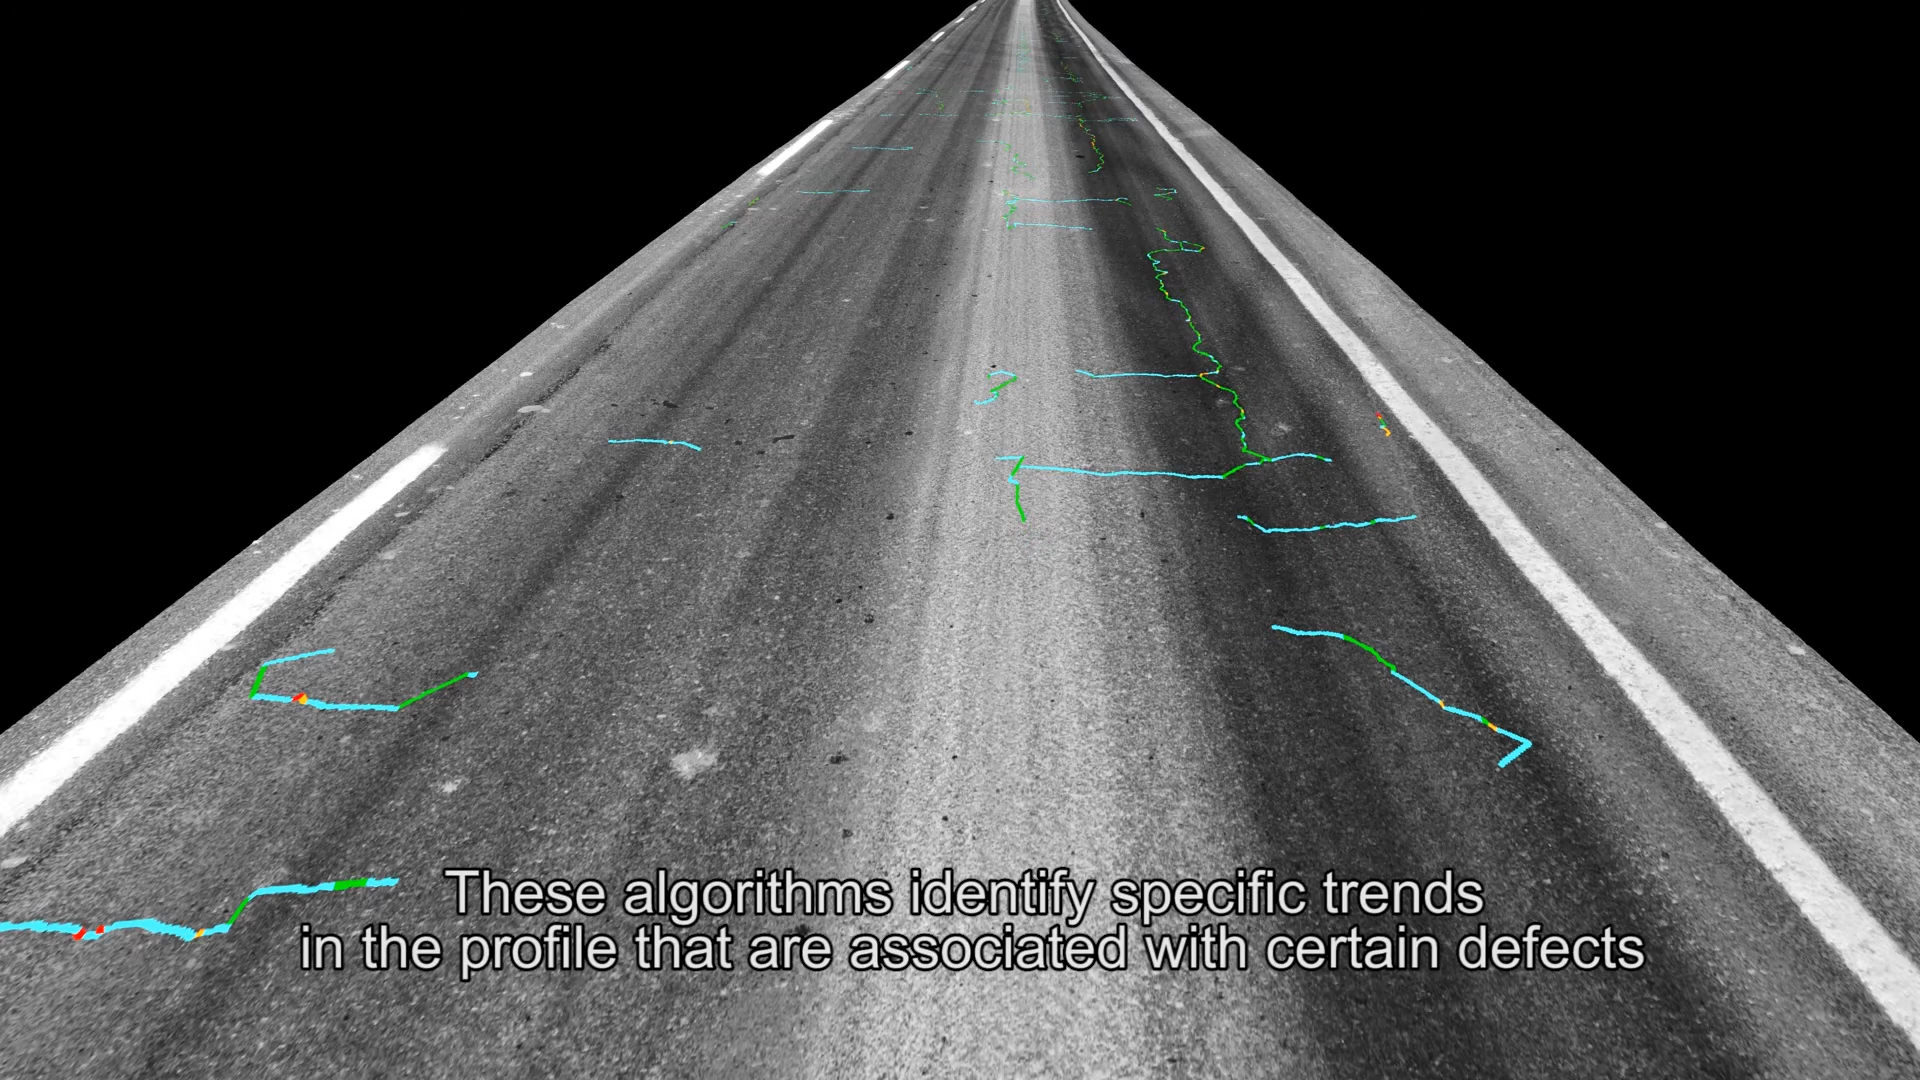 These algorithms identify specific trends
in the profile that are associated with certain defects